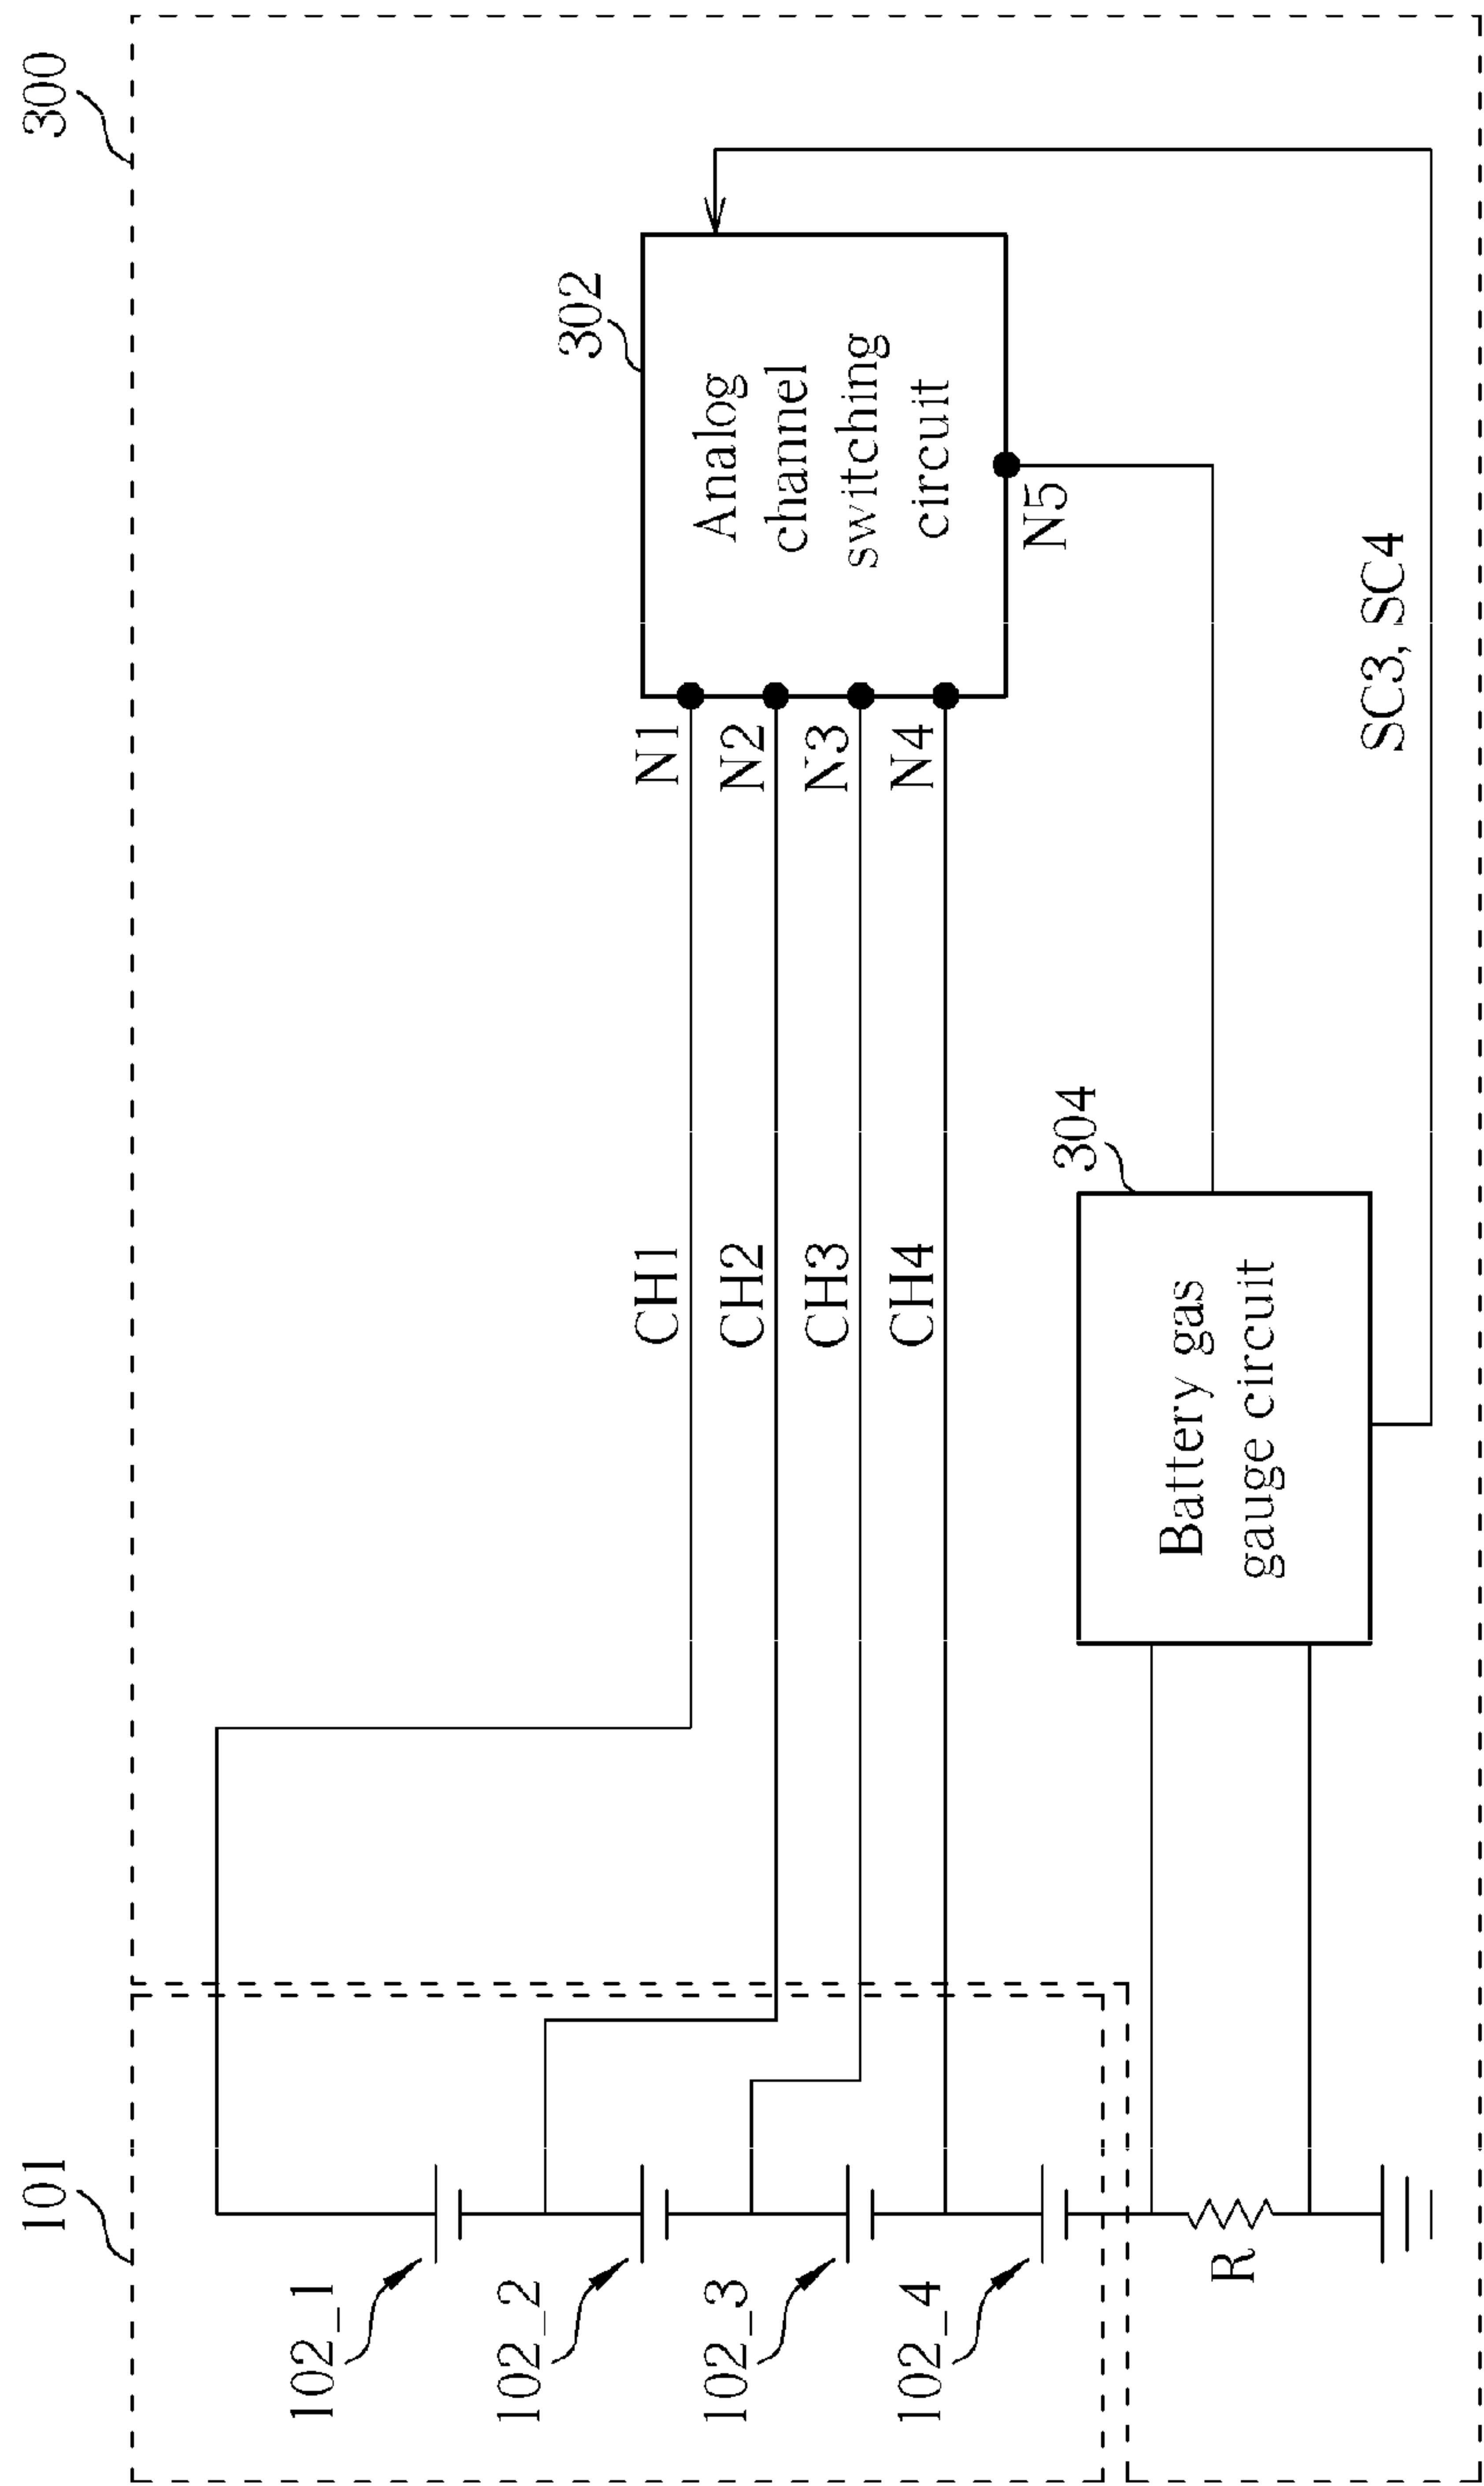 101
300
102_1
102_2
102_3
102_4
R
CH1
CH2
CH3
CH4
N1
N2
N3
N4
302
Analog
channel
switching
circuit
N5
304
Battery gas
gauge circuit
SC3, SC4